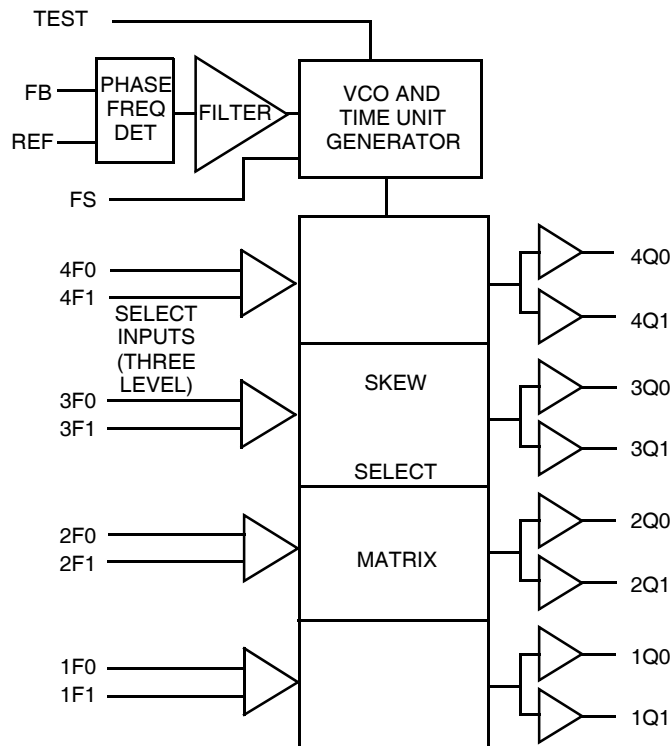 TEST
FB
REF
PHASE
FREQ
DET
FILTER
VCO AND
TIME UNIT
GENERATOR
FS
4F0
4F1
SELECT
INPUTS
(THREE
LEVEL)
3F0
3F1
2F0
2F1
1F0
1F1
SKEW
SELECT
MATRIX
4Q0
4Q1
3Q0
3Q1
2Q0
2Q1
1Q0
1Q1